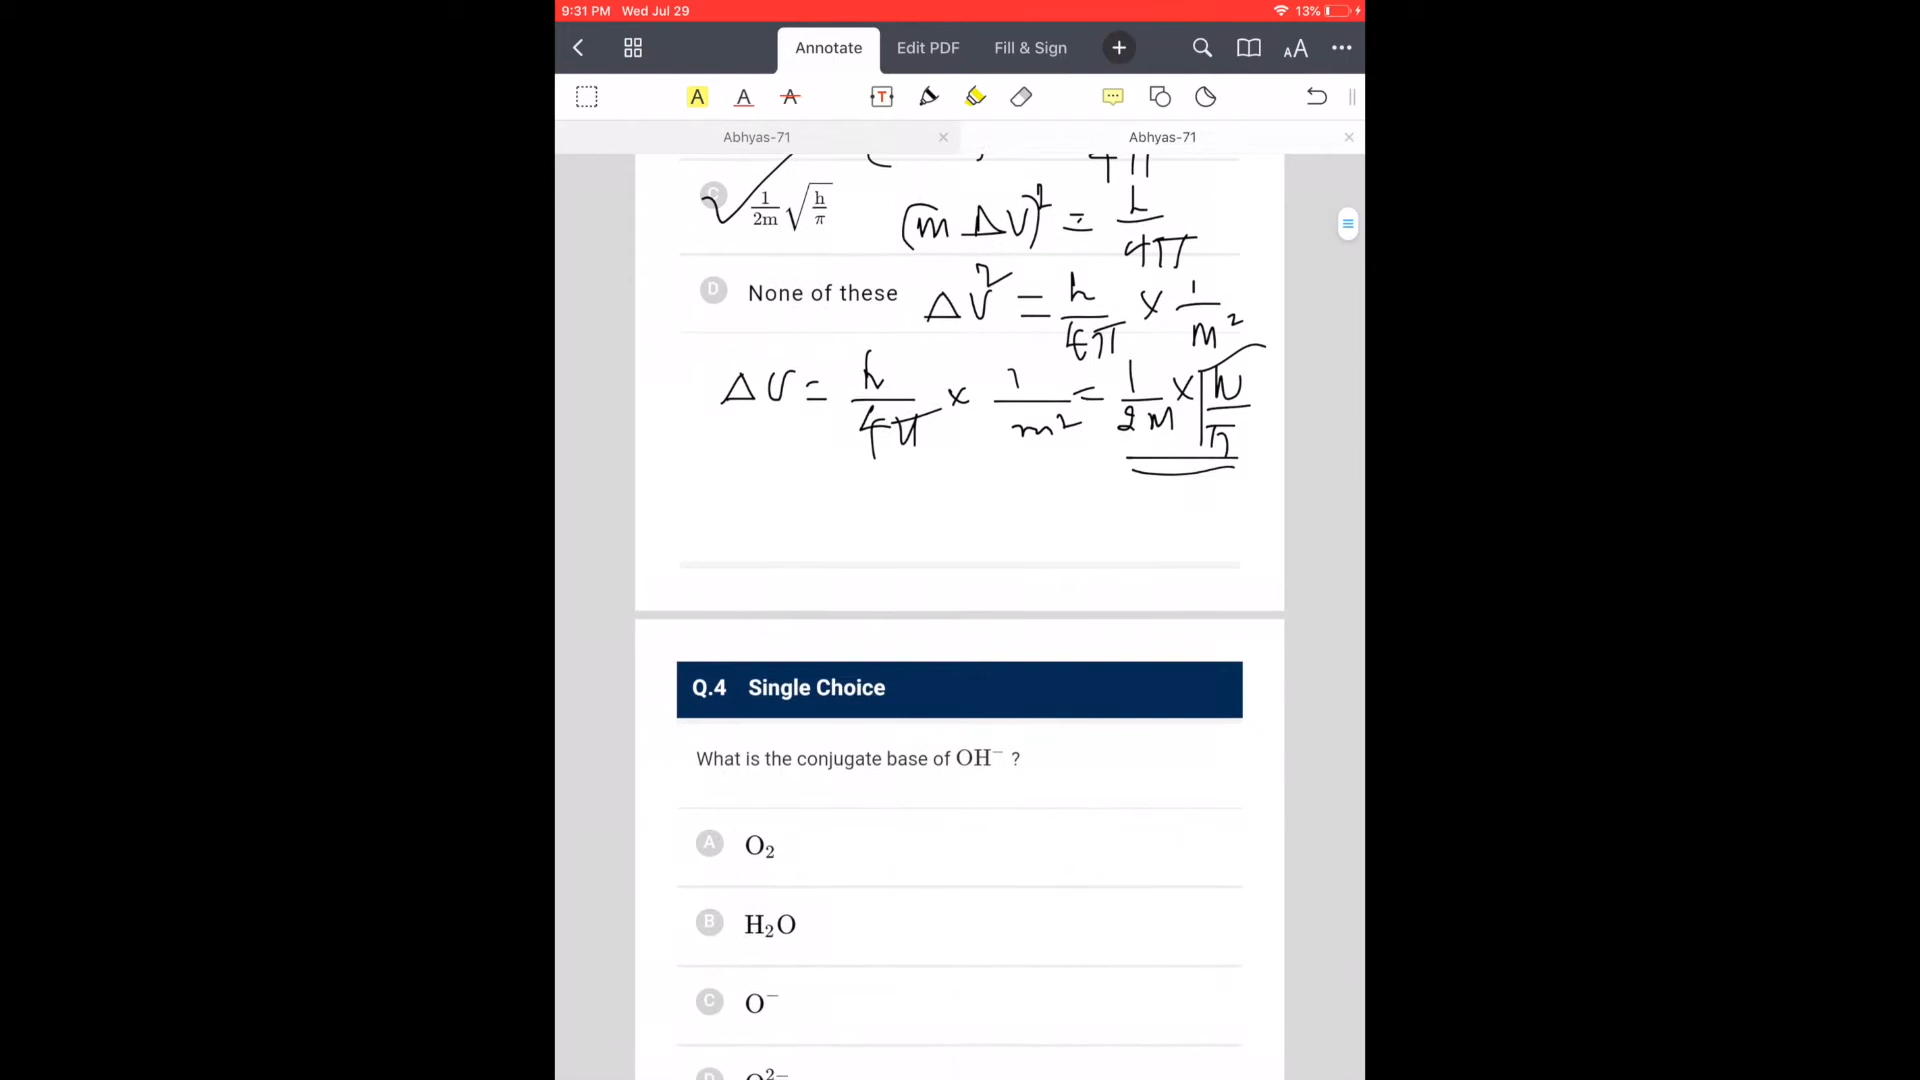 9:31 PM Wed Jul 29 13%
Annotate Edit PDF Fill & Sign
Abhyas-71 Abhyas-71
4π
C 1/2m √(h/π)
(m ΔV)² = h/4π
D None of these
ΔV² = h/4π × 1/m²
ΔV = h/4π × 1/m² = 1/2m × √(h/π)
Q.4 Single Choice
What is the conjugate base of OH⁻ ?
A O₂
B H₂O
C O⁻
D O²⁻